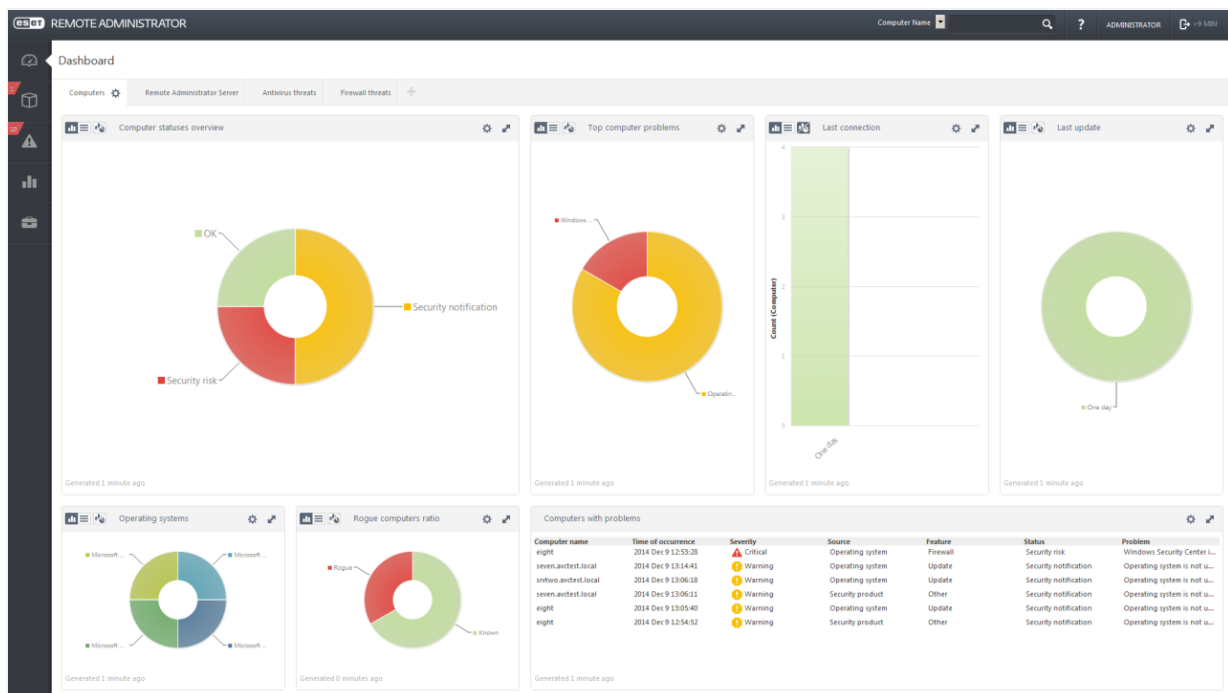 eset REMOTE ADMINISTRATOR
Computer Name
?
ADMINISTRATOR
>9 MIN
Dashboard
Computers
Remote Administrator Server
Antivirus threats
Firewall threats
Computer statuses overview
OK
Security notification
Security risk
Generated 1 minute ago
Top computer problems
Windows ...
Operatin...
Generated 1 minute ago
Last connection
Count (Computer)
4
3
2
1
0
One day
Generated 1 minute ago
Last update
One day
Generated 1 minute ago
Operating systems
Microsoft ...
Microsoft ...
Microsoft ...
Microsoft ...
Generated 1 minute ago
Rogue computers ratio
Rogue
Known
Generated 0 minutes ago
Computers with problems
Computer name Time of occurrence Severity Source Feature Status Problem
eight 2014 Dec 9 12:53:28 Critical Operating system Firewall Security risk Windows Security Center i...
seven.avctest.local 2014 Dec 9 13:14:41 Warning Operating system Update Security notification Operating system is not u...
sntwo.avctest.local 2014 Dec 9 13:06:18 Warning Operating system Update Security notification Operating system is not u...
seven.avctest.local 2014 Dec 9 13:06:11 Warning Security product Other Security notification Operating system is not u...
eight 2014 Dec 9 13:05:40 Warning Operating system Update Security notification Operating system is not u...
eight 2014 Dec 9 12:54:52 Warning Security product Other Security notification Operating system is not u...
Generated 1 minute ago